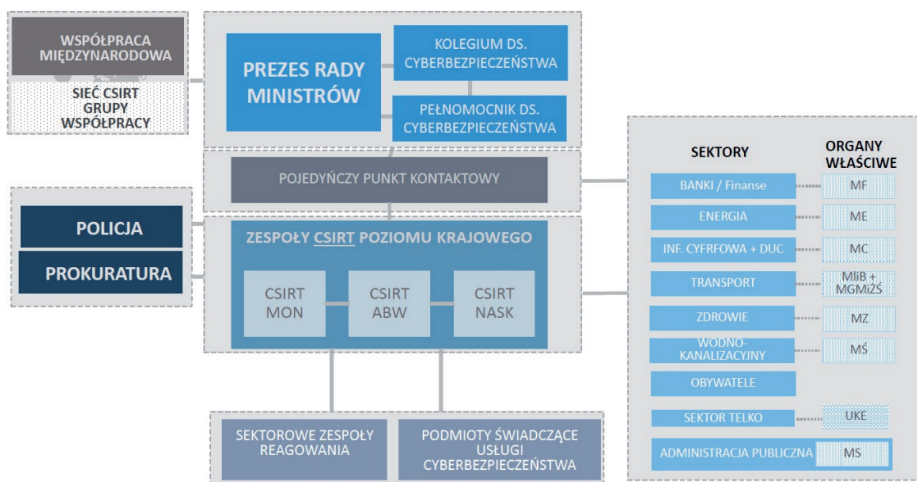 WSPÓŁPRACA
MIĘDZYNARODOWA
SIEĆ CSIRT
GRUPY
WSPÓŁPRACY
PREZES RADY
MINISTRÓW
KOLEGIUM DS.
CYBERBEZPIECZEŃSTWA
PEŁNOMOCNIK DS.
CYBERBEZPIECZEŃSTWA
POJEDYŃCZY PUNKT KONTAKTOWY
POLICJA
PROKURATURA
ZESPOŁY CSIRT POZIOMU KRAJOWEGO
CSIRT
MON
CSIRT
ABW
CSIRT
NASK
SEKTOROWE ZESPOŁY
REAGOWANIA
PODMIOTY ŚWIADCZĄCE
USŁUGI
CYBERBEZPIECZEŃSTWA
SEKTORY
ORGANY
WŁAŚCIWE
BANKI / Finanse
MF
ENERGIA
ME
INF. CYFRFOWA + DUC
MC
TRANSPORT
MIiB +
MGMiŻŚ
ZDROWIE
MZ
WODNO-
KANALIZACYJNY
MŚ
OBYWATELE
SEKTOR TELKO
UKE
ADMINISTRACJA PUBLICZNA
MS